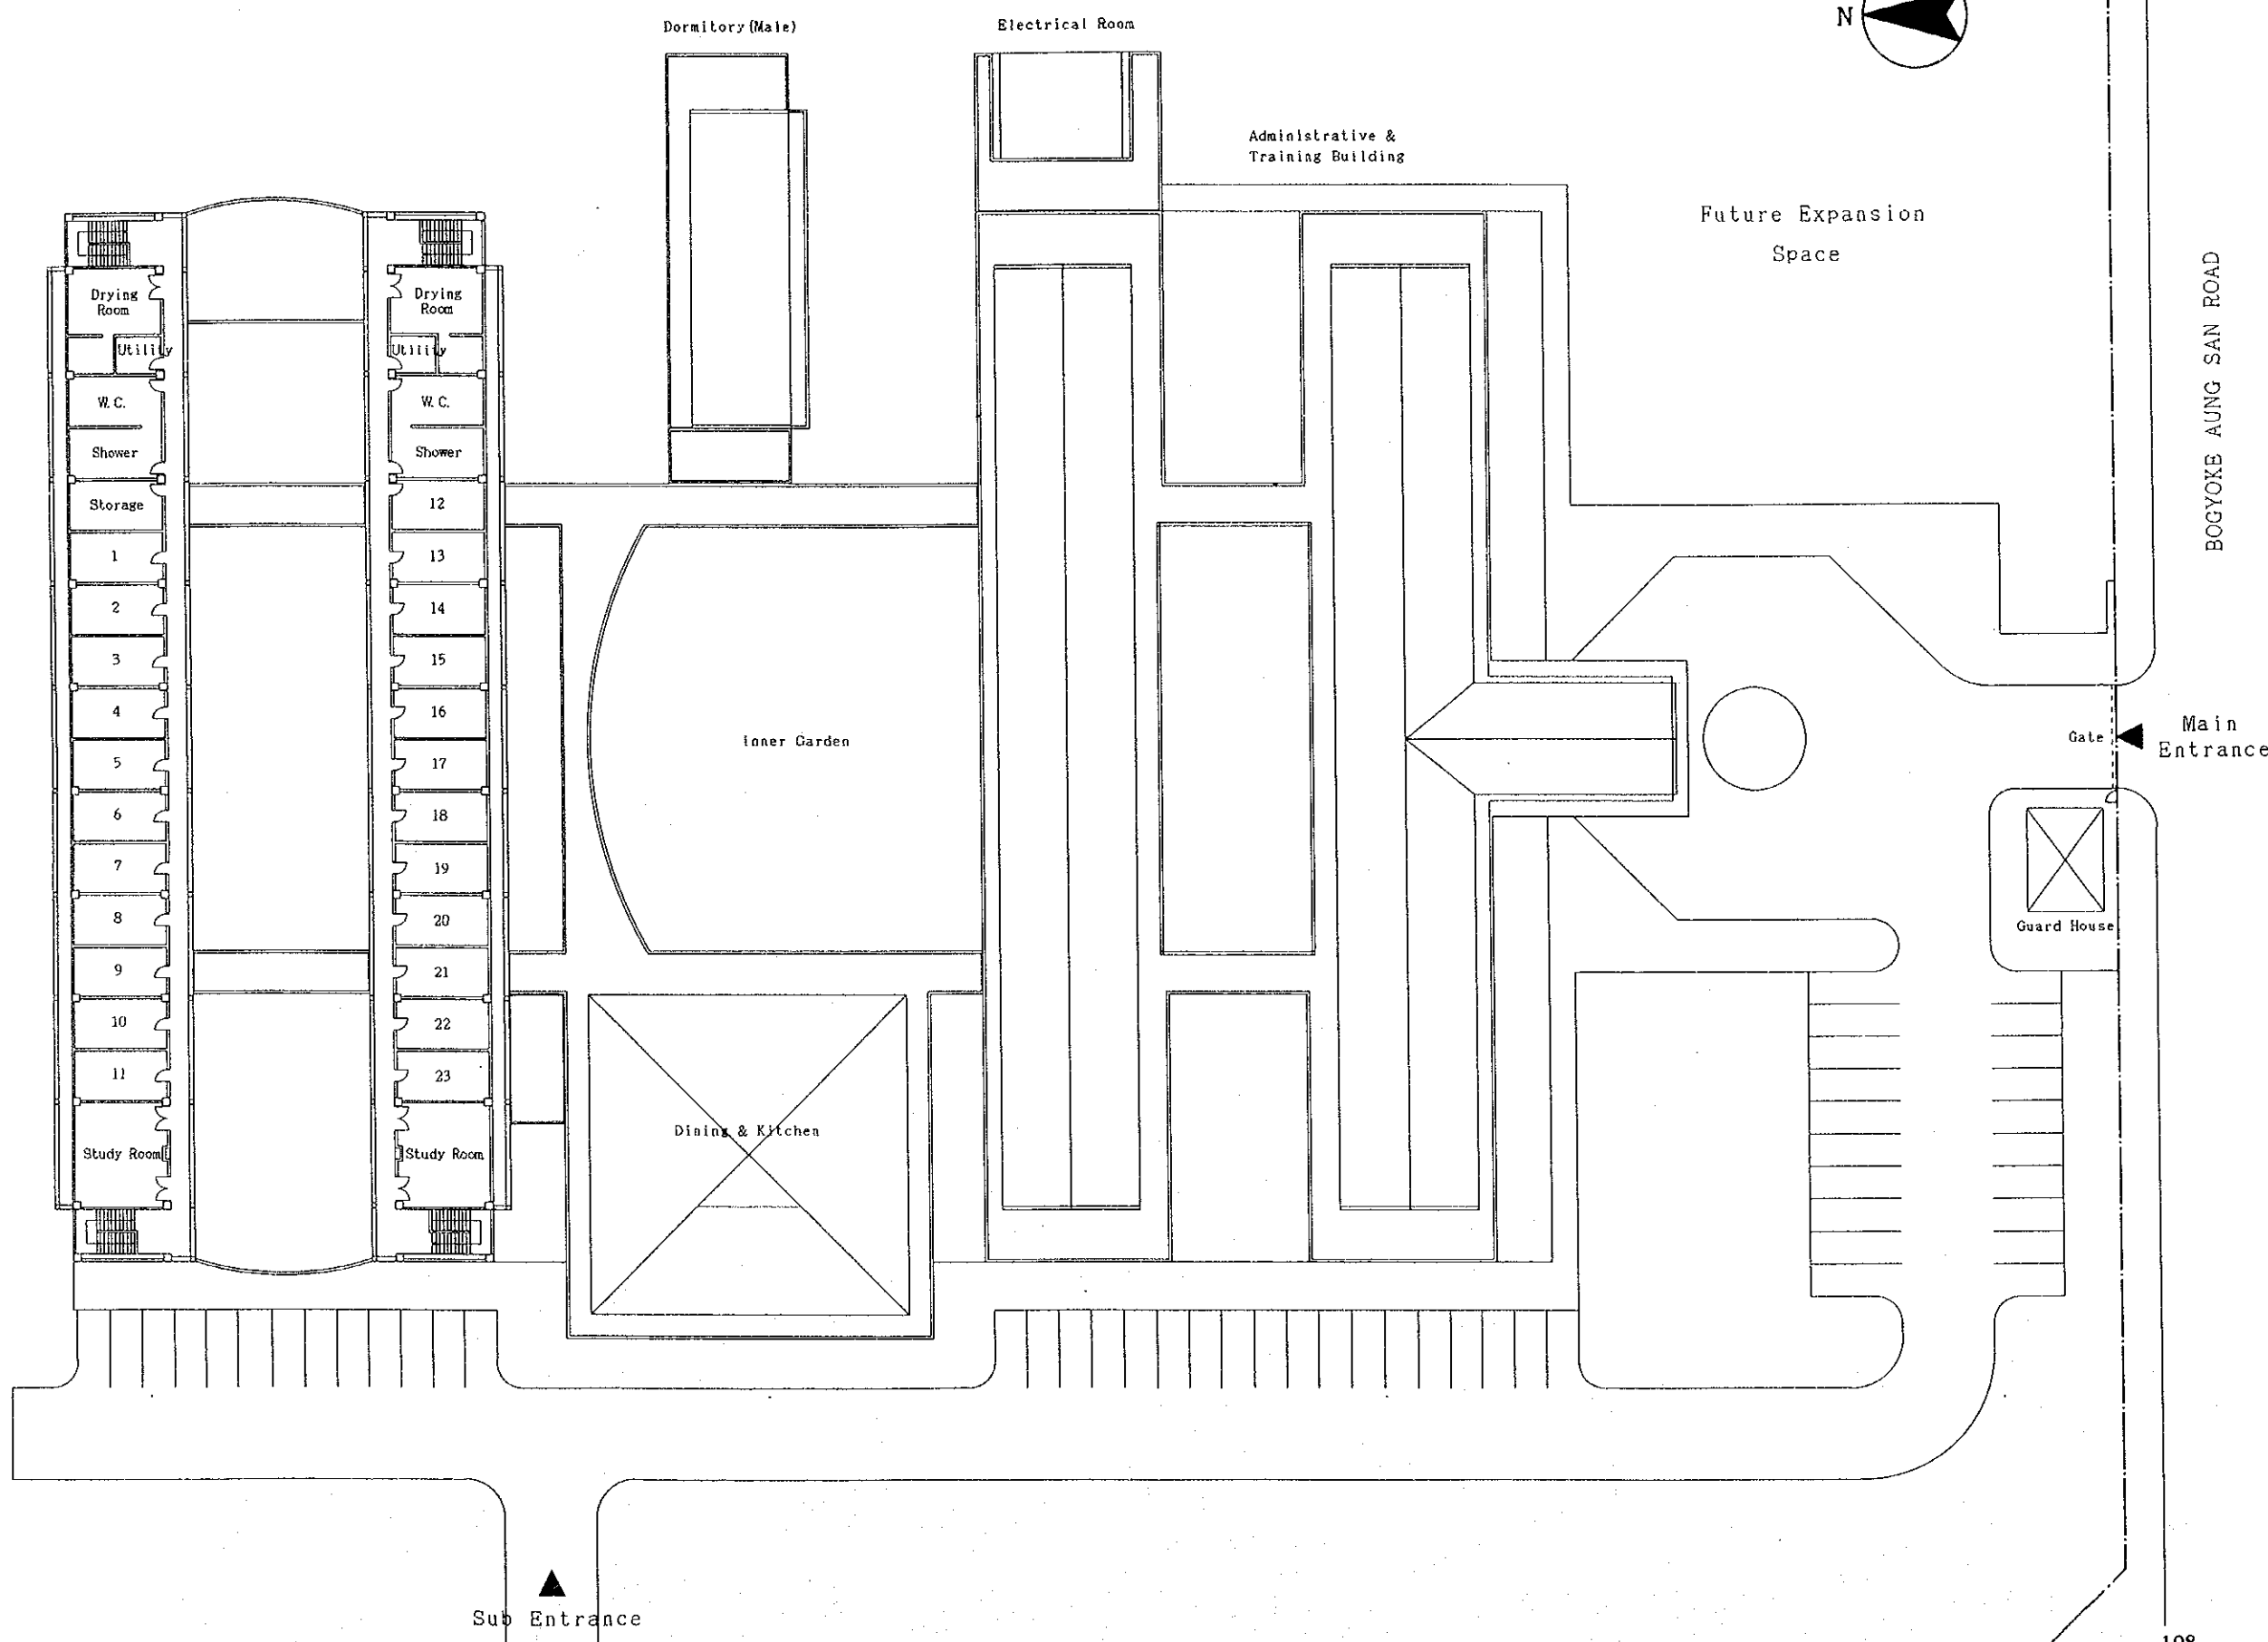 N
Dormitory(Male)
Electrical Room
Administrative &
Training Building
Future Expansion
Space
BOGYOKE AUNG SAN ROAD
Drying
Room
Drying
Room
Utility
Utility
W.C.
W.C.
Shower
Shower
Storage
12
1
13
2
14
3
15
4
16
5
17
6
18
7
19
8
20
9
21
10
22
11
23
Study Room
Study Room
Inner Garden
Gate
Main
Entrance
Guard House
Dining & Kitchen
Sub Entrance
108